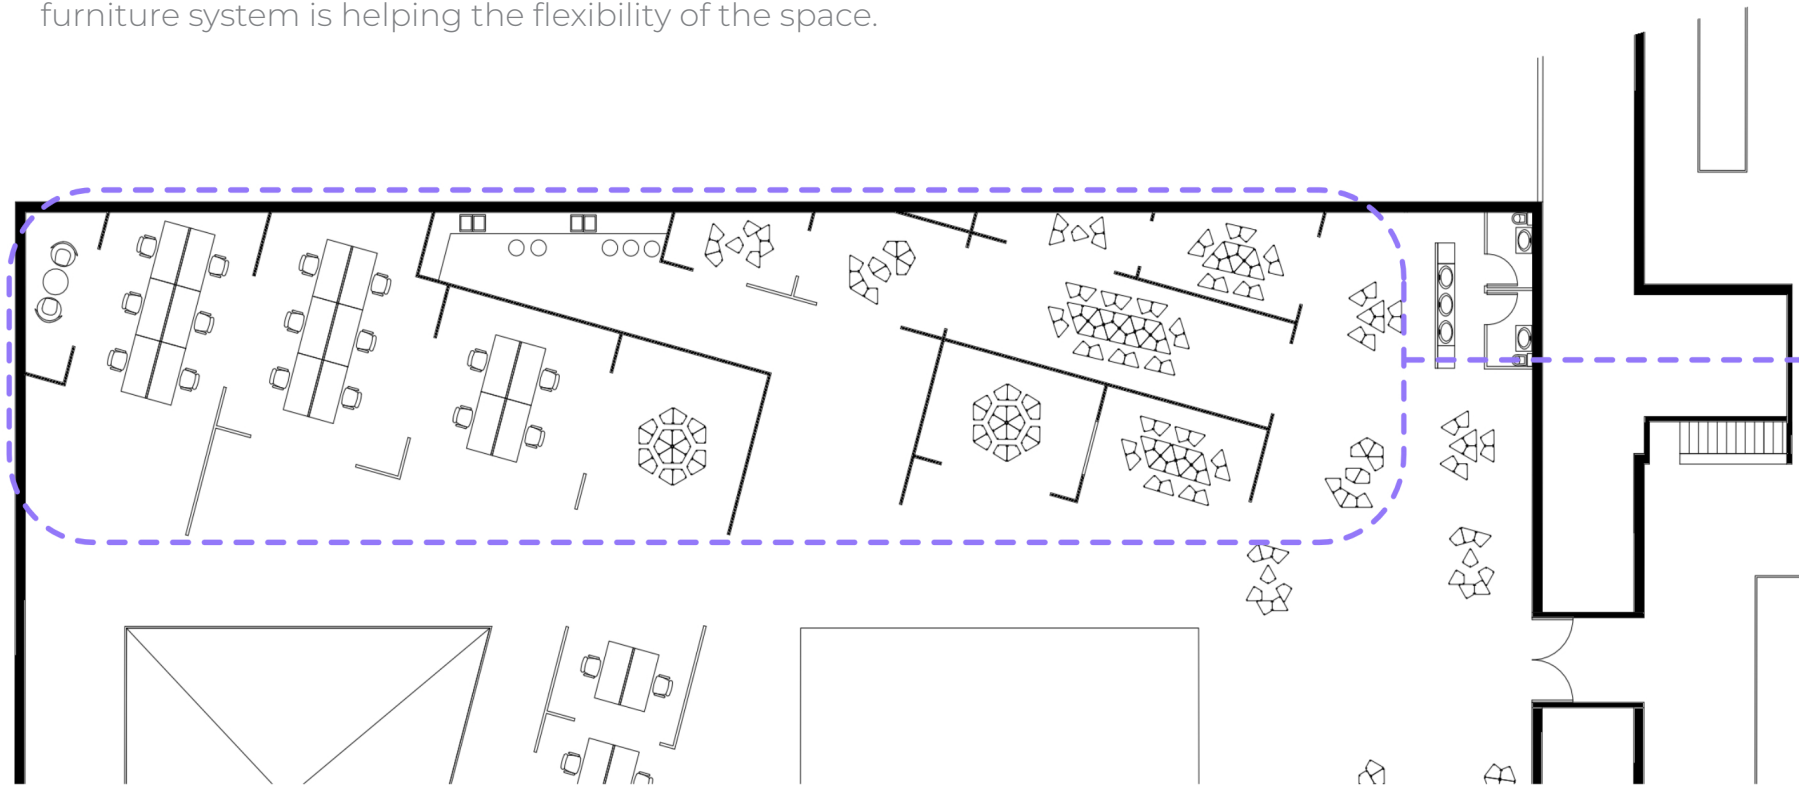 furniture system is helping the flexibility of the space.